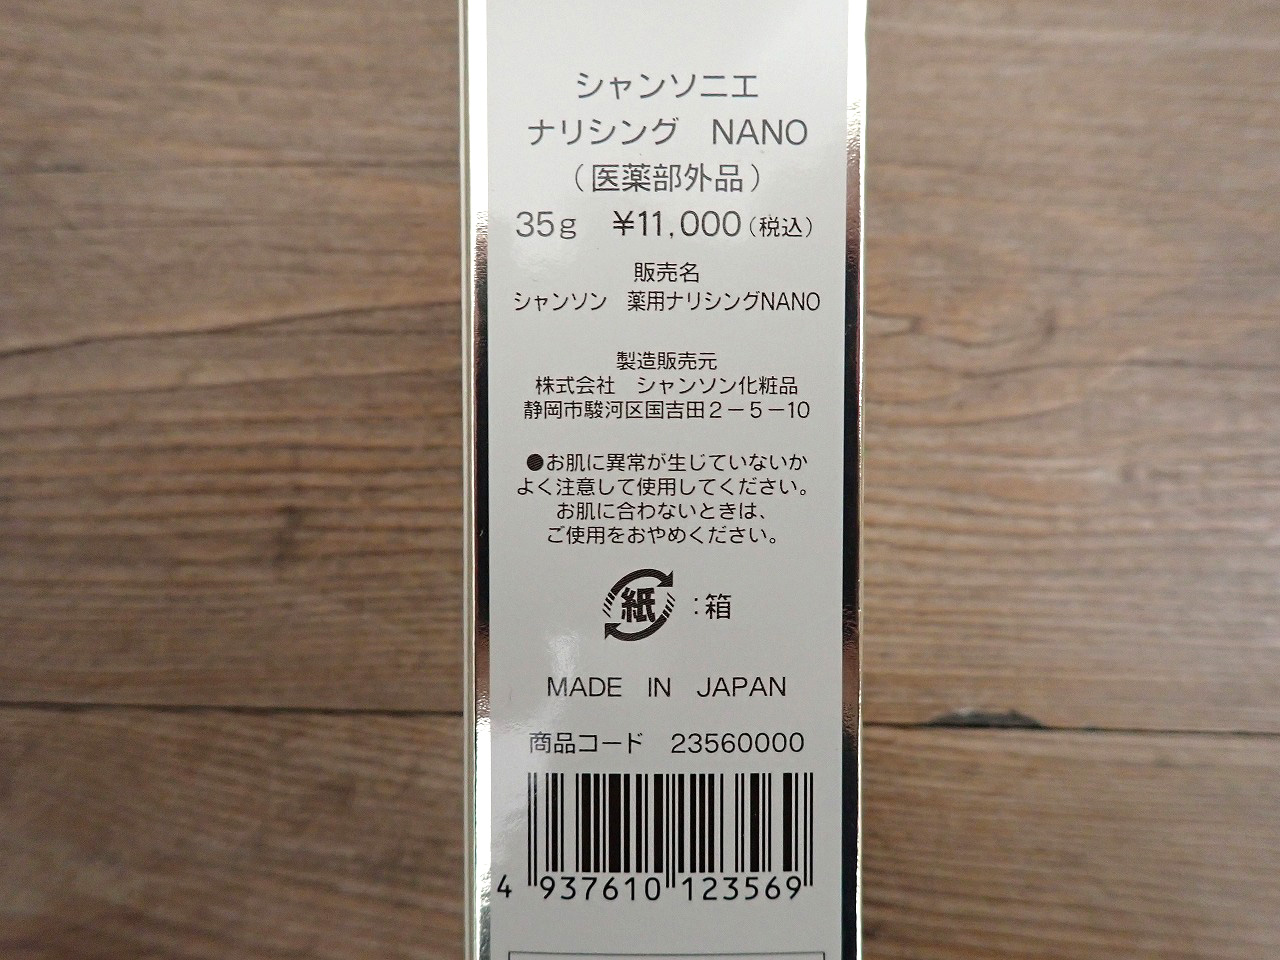 シャンソニエ
ナリシング NANO
（医薬部外品）
35g ¥11,000（税込）
販売名
シャンソン 薬用ナリシングNANO
製造販売元
株式会社 シャンソン化粧品
静岡市駿河区国吉田2－5－10
●お肌に異常が生じていないか
よく注意して使用してください。
お肌に合わないときは、
ご使用をおやめください。
紙 :箱
MADE IN JAPAN
商品コード 23560000
4 937610 123569